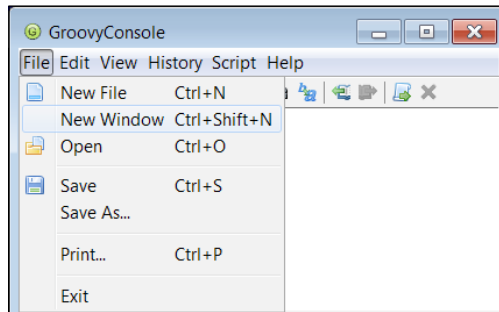 GroovyConsole
File Edit View History Script Help
New File Ctrl+N
New Window Ctrl+Shift+N
Open Ctrl+O
Save Ctrl+S
Save As...
Print... Ctrl+P
Exit